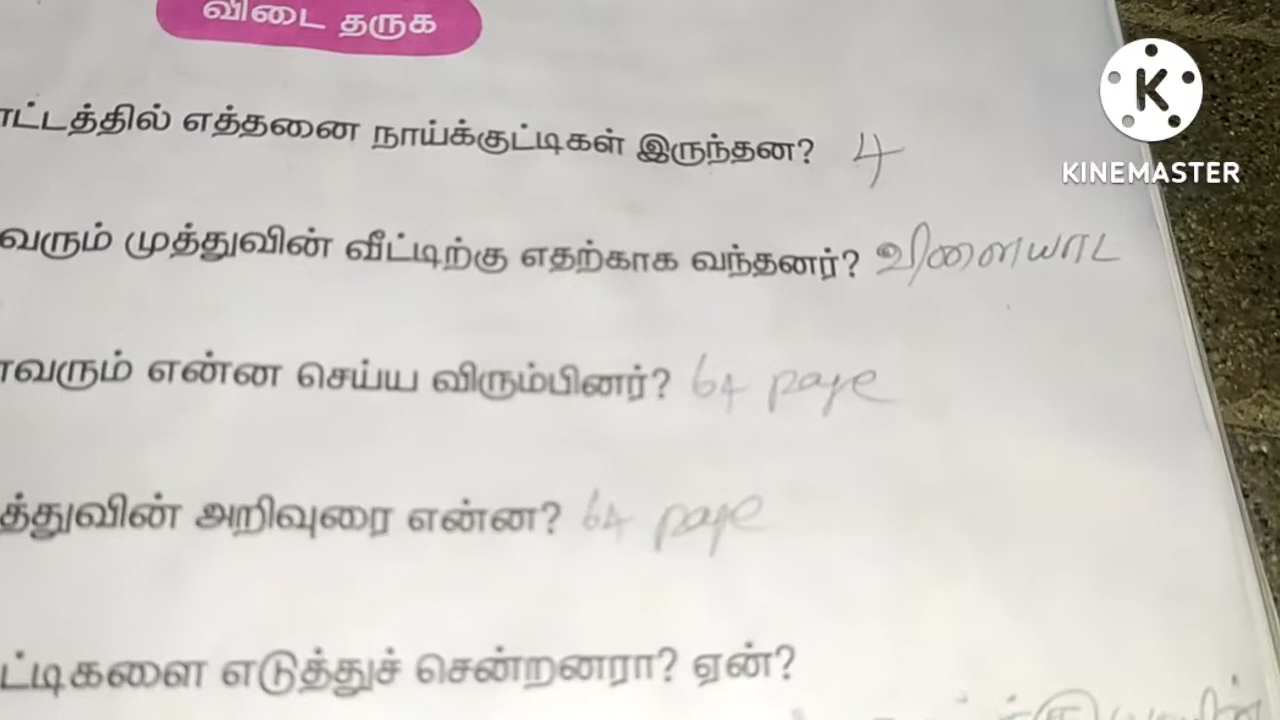 விடை தருக
ாட்டத்தில் எத்தனை நாய்க்குட்டிகள் இருந்தன? 4
வரும் முத்துவின் வீட்டிற்கு எதற்காக வந்தனர்? விளையாட
ாவரும் என்ன செய்ய விரும்பினர்? 64 page
த்துவின் அறிவுரை என்ன? 64 page
ட்டிகளை எடுத்துச் சென்றனரா? ஏன்?
K
KINEMASTER